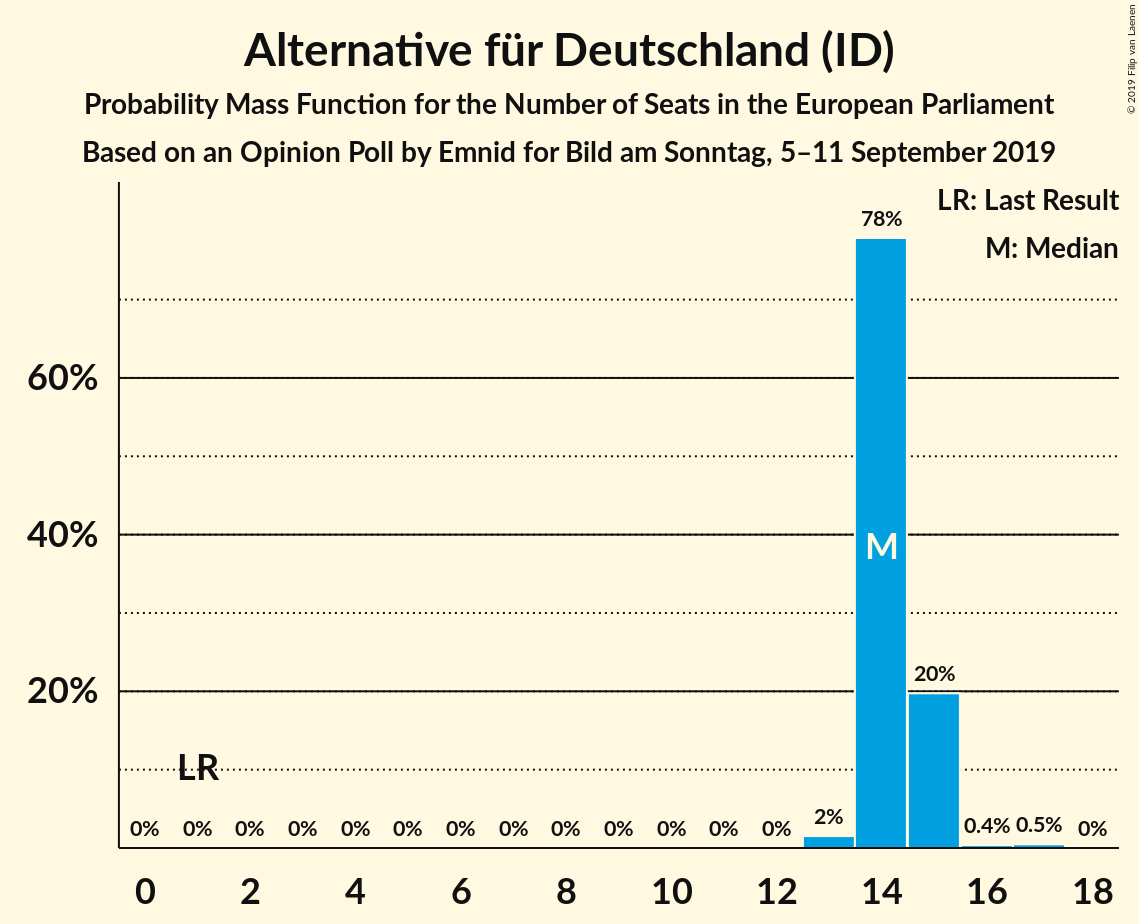 Alternative für Deutschland (ID)
Probability Mass Function for the Number of Seats in the European Parliament
Based on an Opinion Poll by Emnid for Bild am Sonntag, 5–11 September 2019
© 2019 Filip van Laenen
LR: Last Result
M: Median
78%
60%
40%
M
20%
20%
LR
0% 0% 0% 0% 0% 0% 0% 0% 0% 0% 0% 0% 0% 2% 0.4% 0.5% 0%
0 2 4 6 8 10 12 14 16 18